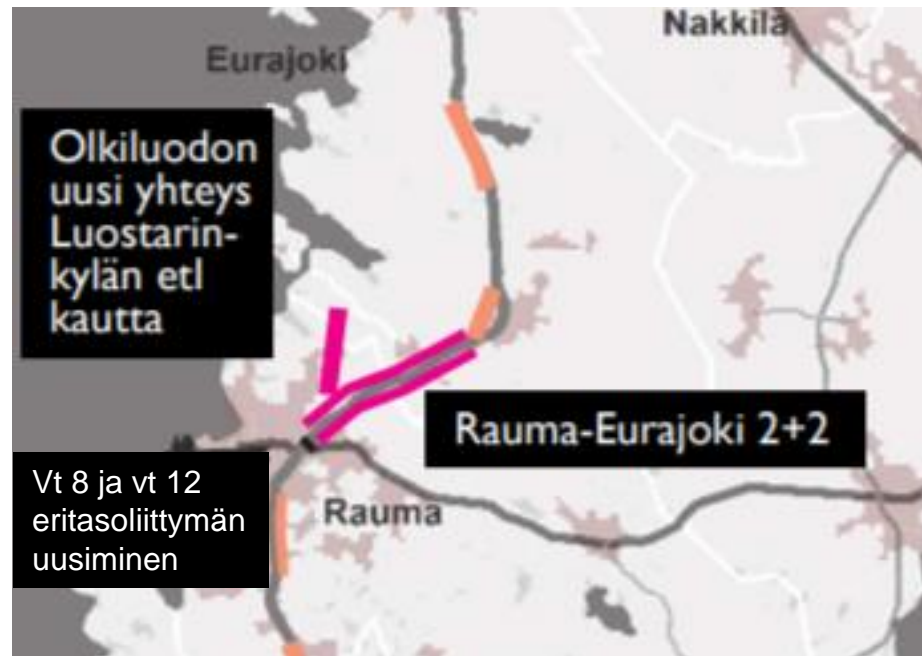 Nakkila
Eurajoki
Olkiluodon
uusi yhteys
Luostarin-
kylän etl
kautta
Rauma-Eurajoki 2+2
Vt 8 ja vt 12
eritasoliittymän
uusiminen
Rauma